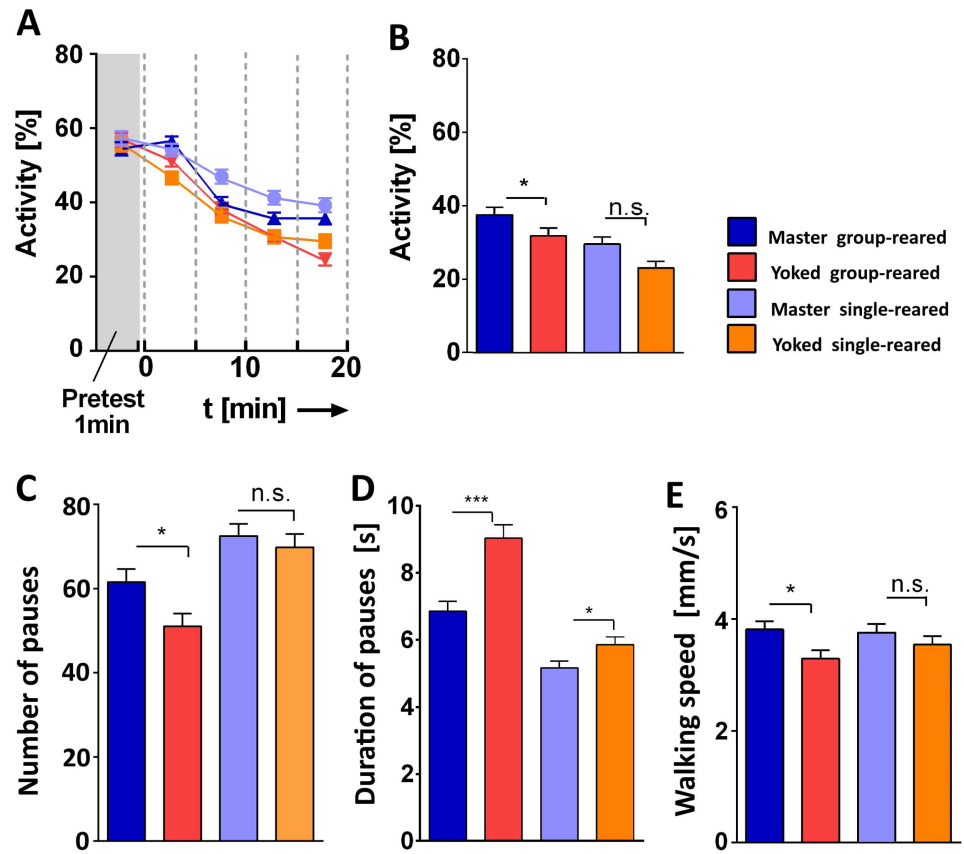 A
Activity [%]
80
60
40
20
0
0
10
20
Pretest
1min
t [min]
B
Activity [%]
80
60
40
20
0
*
n.s.
Master group-reared
Yoked group-reared
Master single-reared
Yoked single-reared
C
Number of pauses
80
60
40
20
0
*
n.s.
D
Duration of pauses [s]
10
8
6
4
2
0
***
*
E
Walking speed [mm/s]
6
4
2
0
*
n.s.